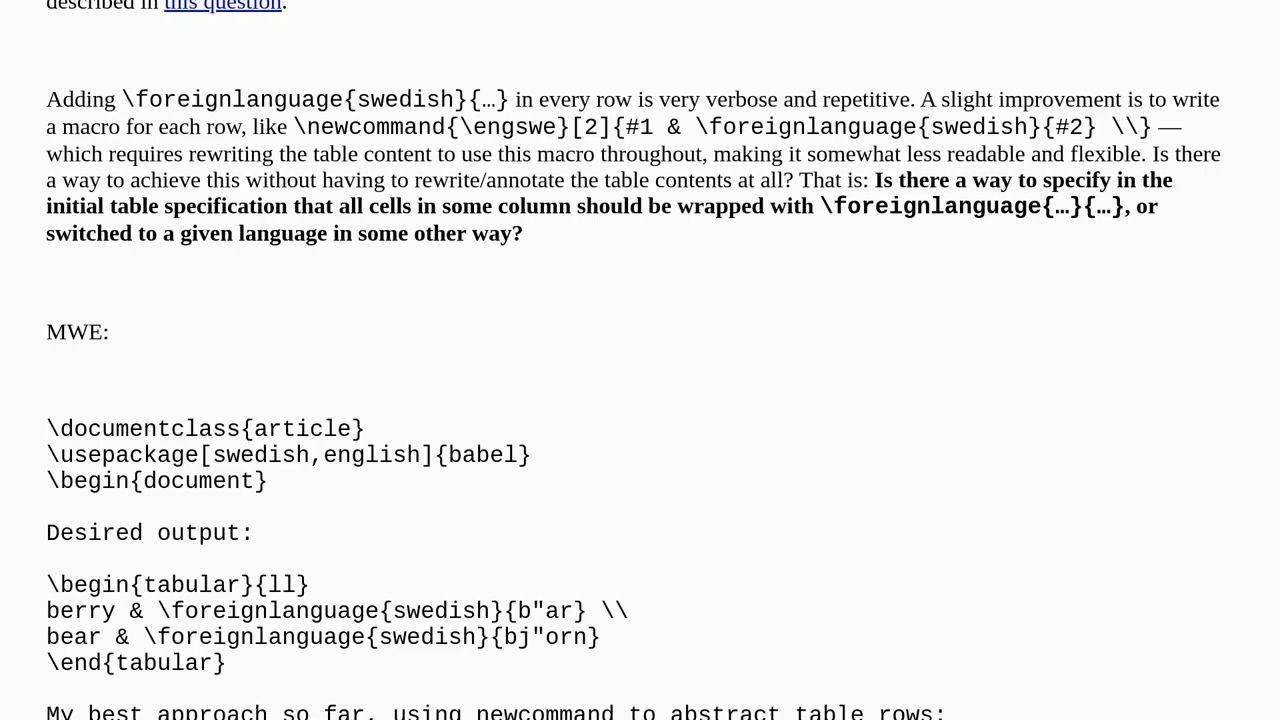 described in this question.
Adding \foreignlanguage{swedish}{…} in every row is very verbose and repetitive. A slight improvement is to write
a macro for each row, like \newcommand{\engswe}[2]{#1 & \foreignlanguage{swedish}{#2} \\} —
which requires rewriting the table content to use this macro throughout, making it somewhat less readable and flexible. Is there
a way to achieve this without having to rewrite/annotate the table contents at all? That is: Is there a way to specify in the
initial table specification that all cells in some column should be wrapped with \foreignlanguage{…}{…}, or
switched to a given language in some other way?
MWE:
\documentclass{article}
\usepackage[swedish,english]{babel}
\begin{document}
Desired output:
\begin{tabular}{ll}
berry & \foreignlanguage{swedish}{b"ar} \\
bear & \foreignlanguage{swedish}{bj"orn}
\end{tabular}
My best approach so far, using newcommand to abstract table rows: